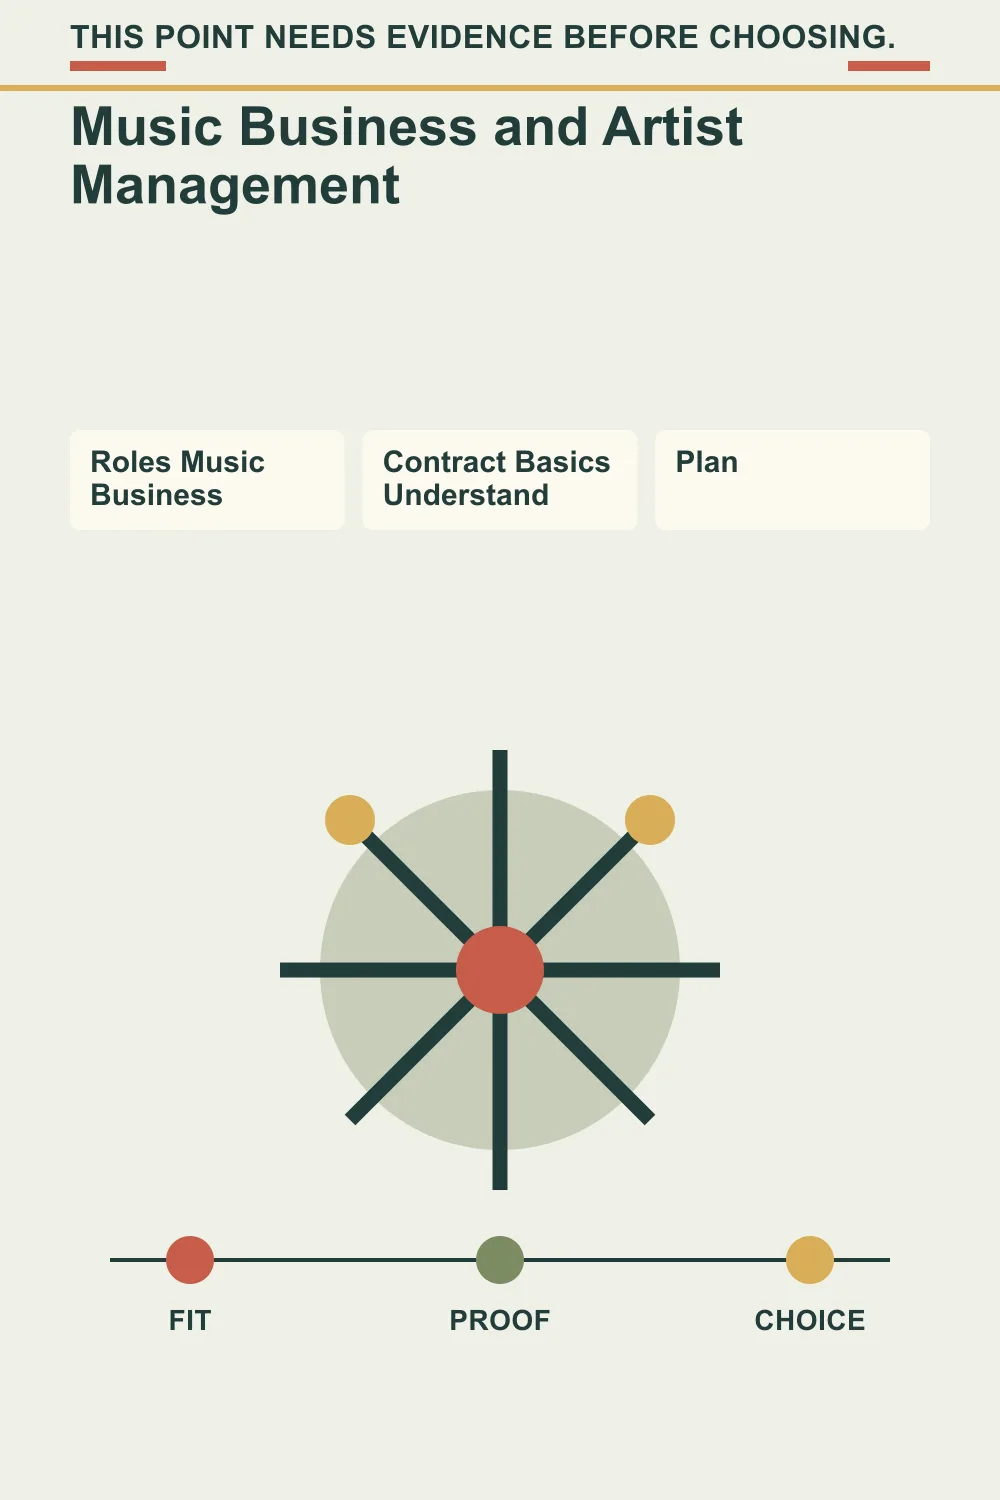 THIS POINT NEEDS EVIDENCE BEFORE CHOOSING.
Music Business and Artist
Management
Roles Music
Business
Contract Basics
Understand
Plan
FIT
PROOF
CHOICE